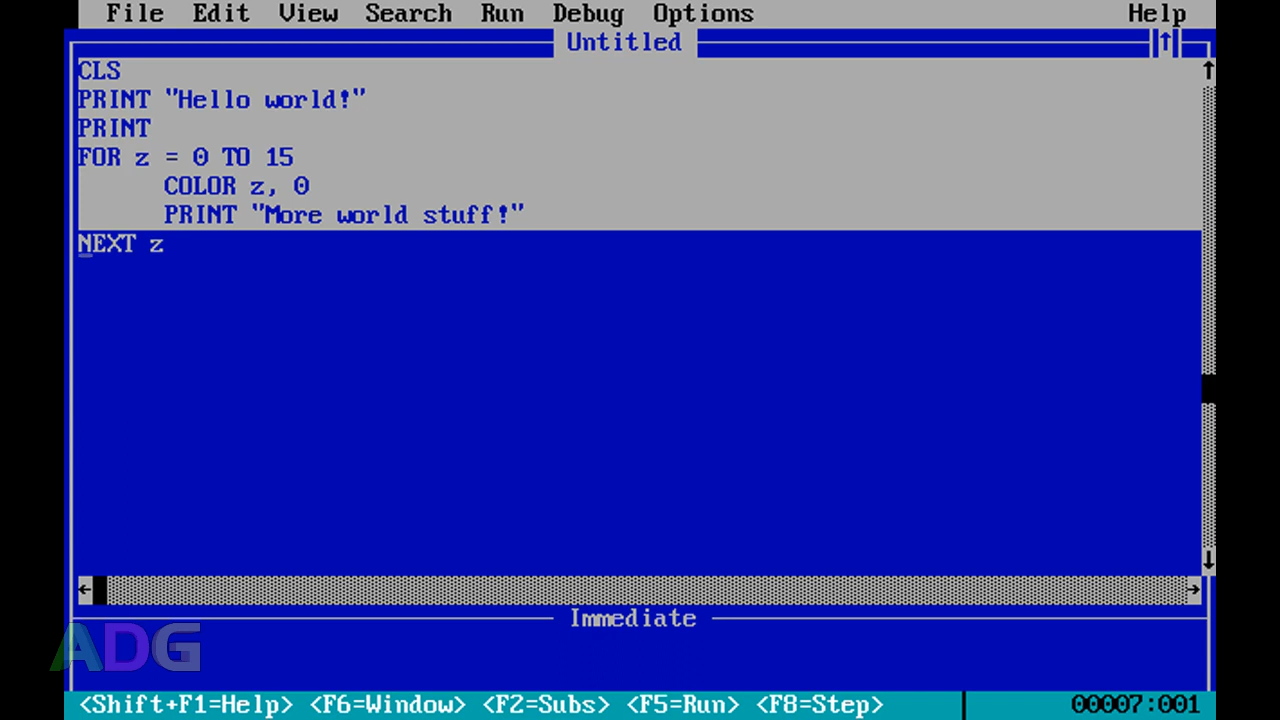 File Edit View Search Run Debug Options Help
Untitled
CLS
PRINT "Hello world!"
PRINT
FOR z = 0 TO 15
      COLOR z, 0
      PRINT "More world stuff!"
NEXT z
Immediate
ADG
<Shift+F1=Help> <F6=Window> <F2=Subs> <F5=Run> <F8=Step> 00007:001